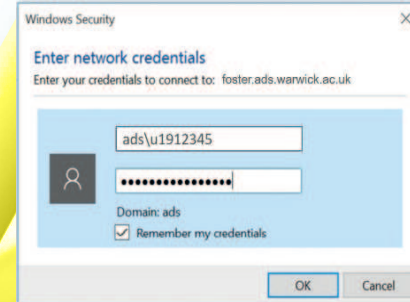 Windows Security
Enter network credentials
Enter your credentials to connect to: foster.ads.warwick.ac.uk
ads\u1912345
••••••••••••••••
Domain: ads
Remember my credentials
OK Cancel